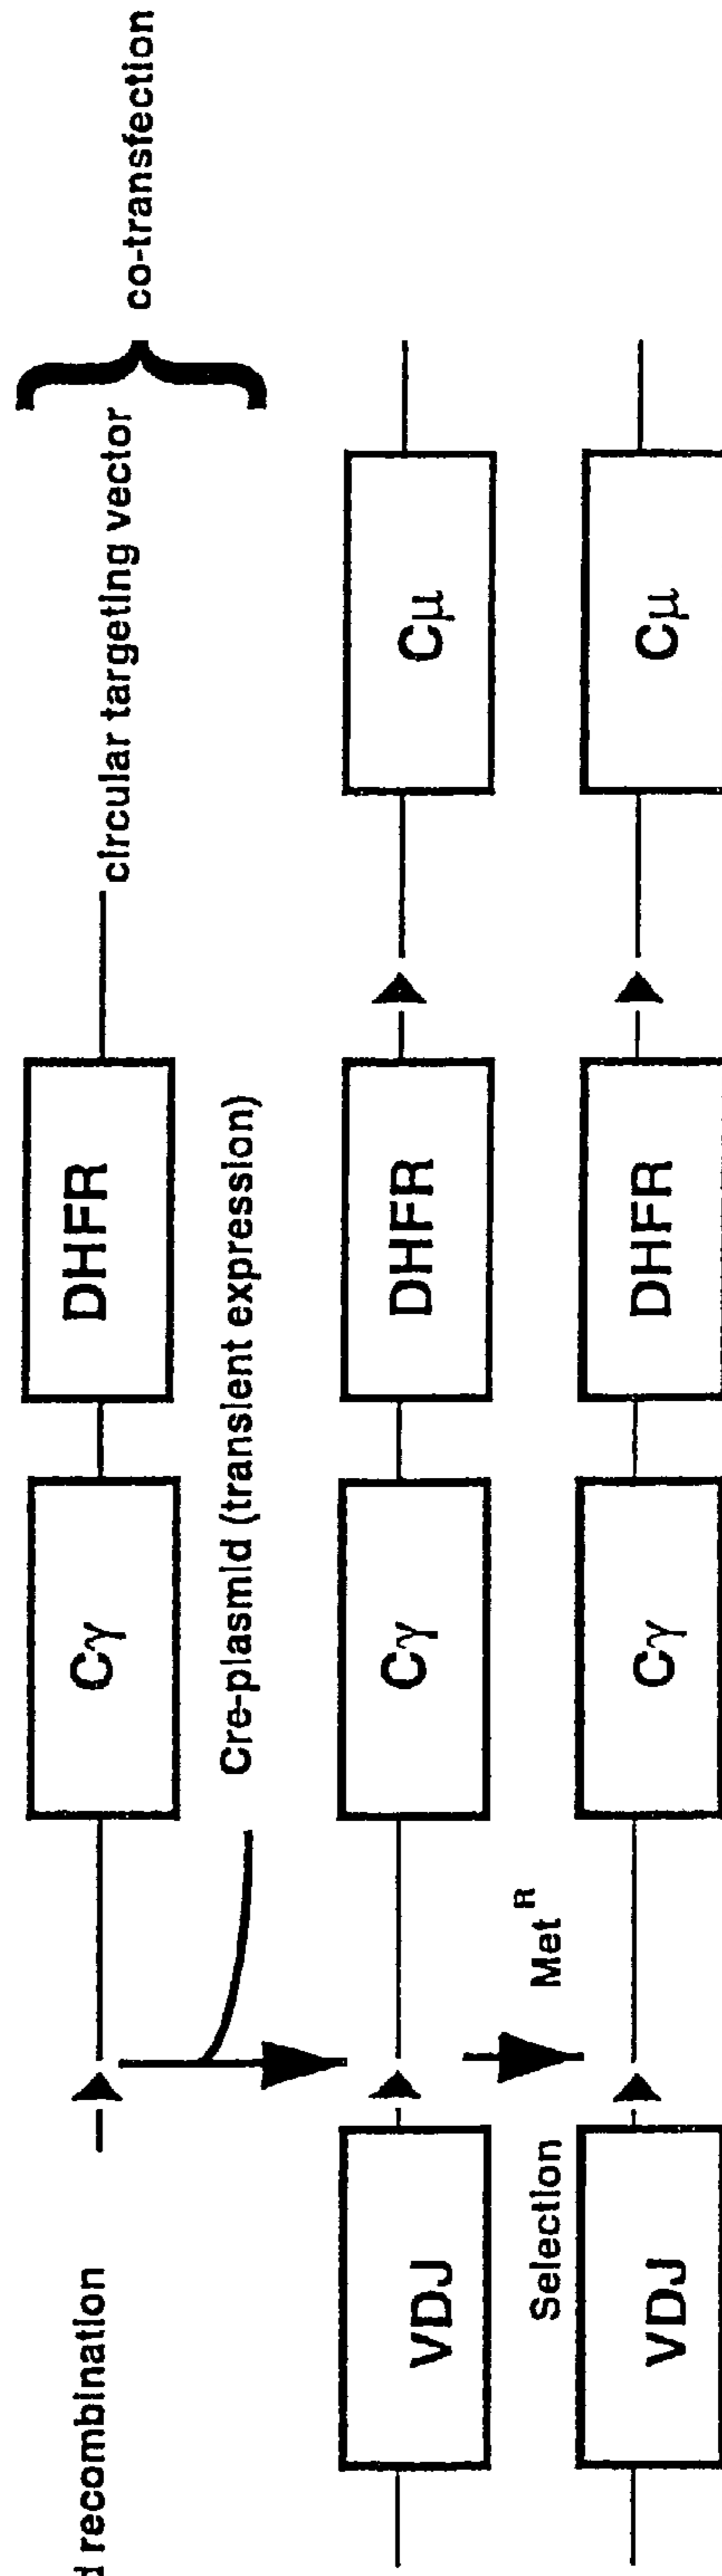 recombination
Cγ DHFR circular targeting vector
co-transfection
Cre-plasmid (transient expression)
VDJ Cγ DHFR Cμ
Selection Met R
VDJ Cγ DHFR Cμ